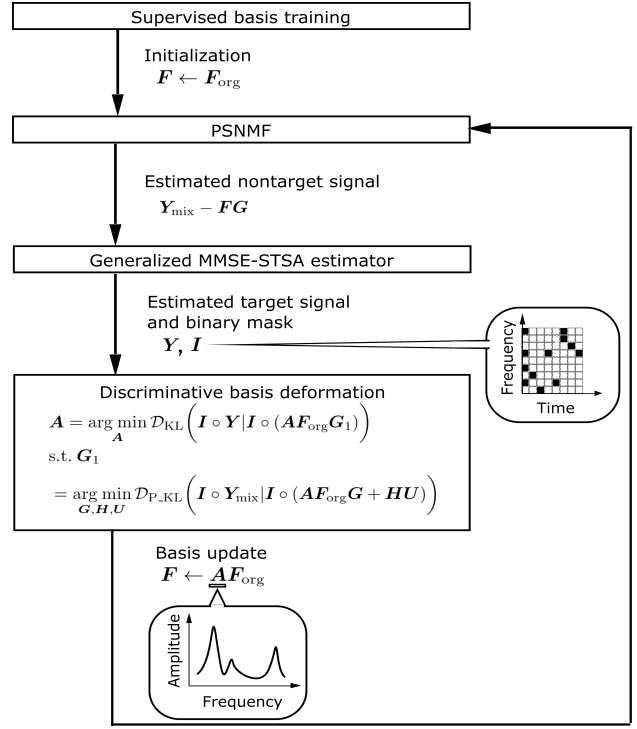 Supervised basis training
Initialization
F ← F_org
PSNMF
Estimated nontarget signal
Y_mix − FG
Generalized MMSE-STSA estimator
Estimated target signal
and binary mask
Y, I
Frequency
Time
Discriminative basis deformation
A = arg min_A D_KL(I ∘ Y|I ∘ (AF_org G_1))
s.t. G_1
= arg min_{G,H,U} D_P_KL(I ∘ Y_mix|I ∘ (AF_org G + HU))
Basis update
F ← AF_org
Amplitude
Frequency